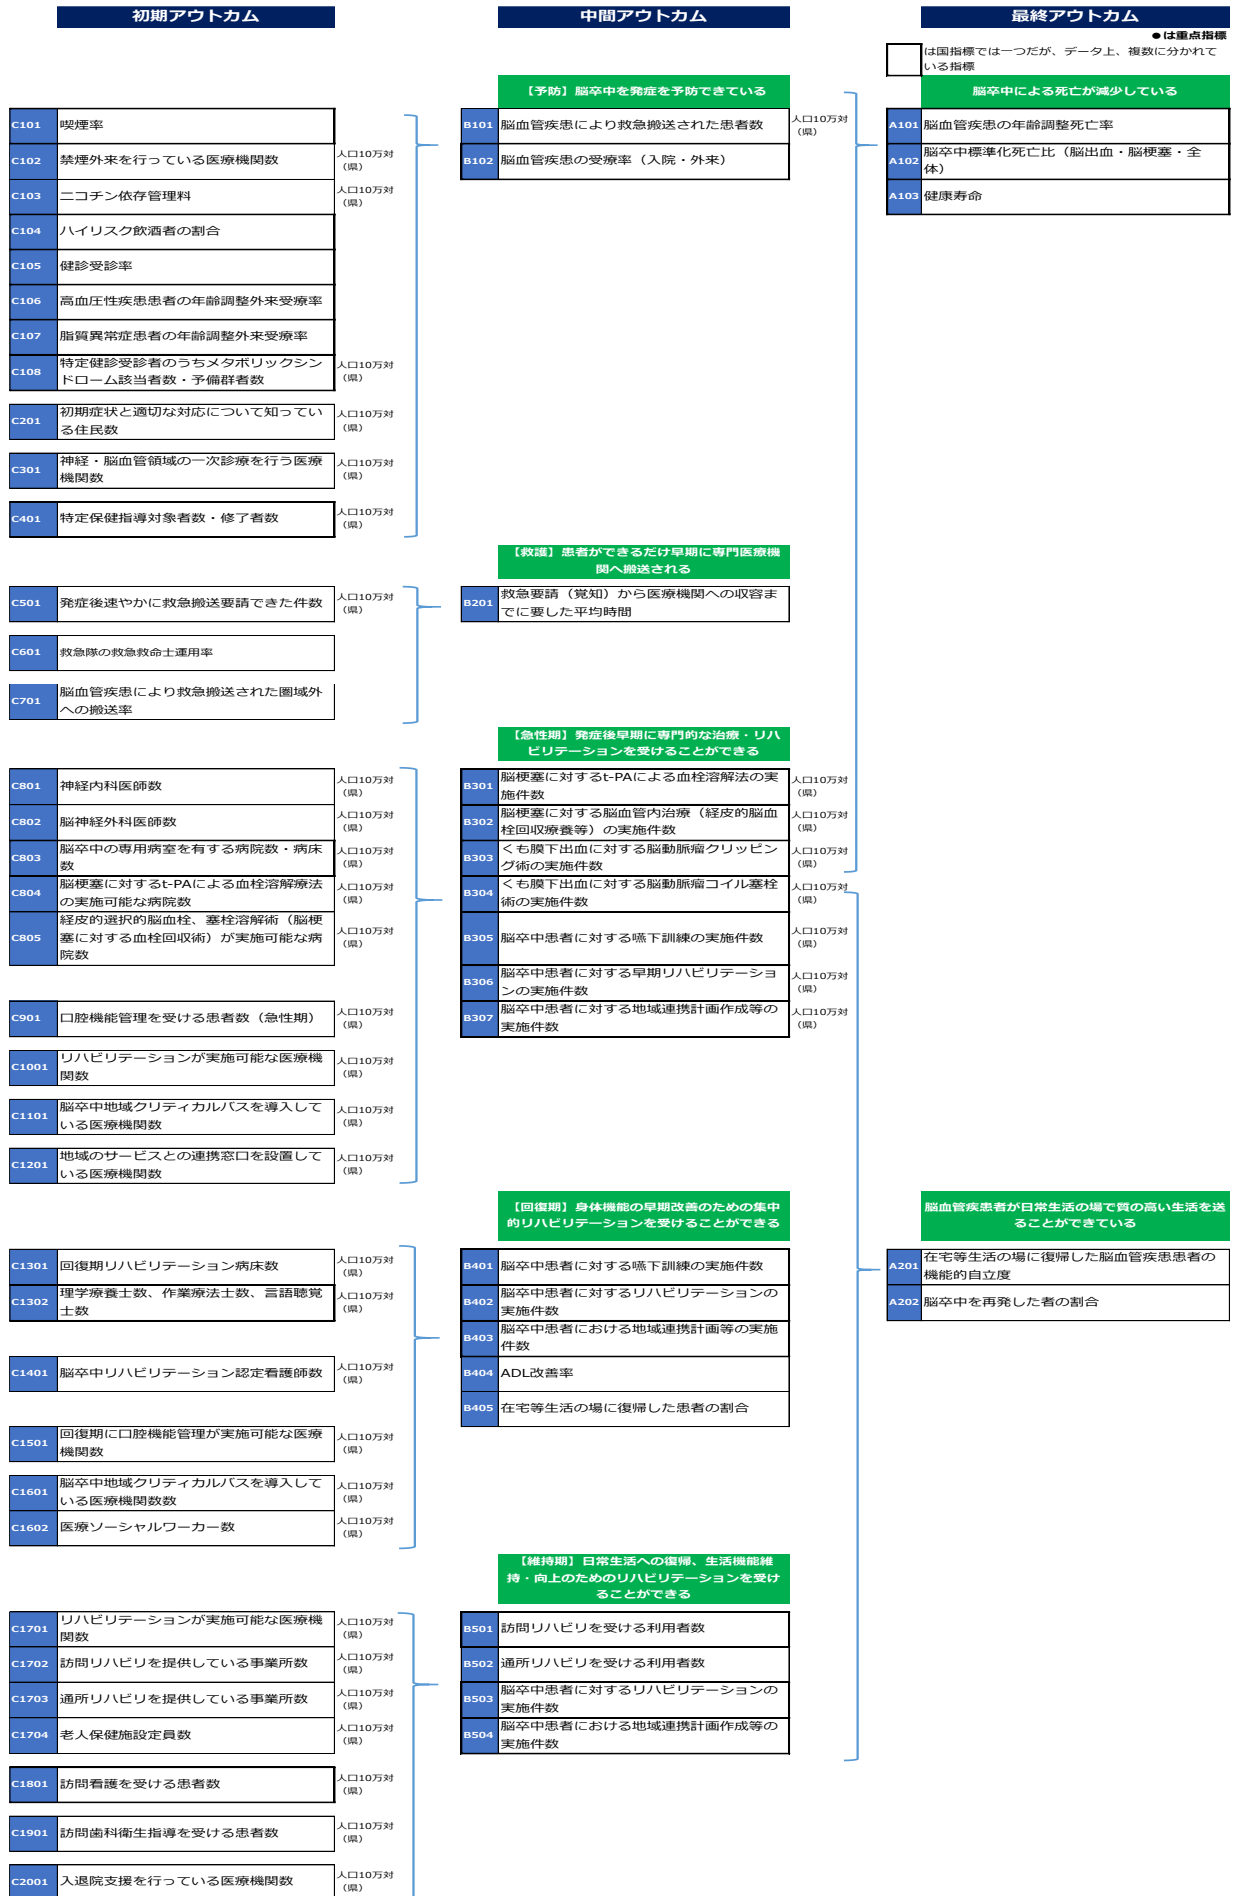 初期アウトカム
中間アウトカム
最終アウトカム
●は重点指標
は国指標では一つだが、データ上、複数に分かれて
いる指標
【予防】脳卒中を発症を予防できている
脳卒中による死亡が減少している
C101 喫煙率
B101 脳血管疾患により救急搬送された患者数
人口10万対
（県）
A101 脳血管疾患の年齢調整死亡率
C102 禁煙外来を行っている医療機関数
人口10万対
（県）
B102 脳血管疾患の受療率（入院・外来）
A102 脳卒中標準化死亡比（脳出血・脳梗塞・全
体）
C103 ニコチン依存管理料
人口10万対
（県）
A103 健康寿命
C104 ハイリスク飲酒者の割合
C105 健診受診率
C106 高血圧性疾患患者の年齢調整外来受療率
C107 脂質異常症患者の年齢調整外来受療率
C108 特定健診受診者のうちメタボリックシン
ドローム該当者数・予備群者数
人口10万対
（県）
C201 初期症状と適切な対応について知ってい
る住民数
人口10万対
（県）
C301 神経・脳血管領域の一次診療を行う医療
機関数
人口10万対
（県）
C401 特定保健指導対象者数・修了者数
人口10万対
（県）
【救護】患者ができるだけ早期に専門医療機
関へ搬送される
C501 発症後速やかに救急搬送要請できた件数
人口10万対
（県）
B201 救急要請（覚知）から医療機関への収容ま
でに要した平均時間
C601 救急隊の救急救命士運用率
C701 脳血管疾患により救急搬送された圏域外
への搬送率
【急性期】発症後早期に専門的な治療・リハ
ビリテーションを受けることができる
C801 神経内科医師数
人口10万対
（県）
B301 脳梗塞に対するt-PAによる血栓溶解法の実
施件数
人口10万対
（県）
C802 脳神経外科医師数
人口10万対
（県）
B302 脳梗塞に対する脳血管内治療（経皮的脳血
栓回収療養等）の実施件数
人口10万対
（県）
C803 脳卒中の専用病室を有する病院数・病床
数
人口10万対
（県）
B303 くも膜下出血に対する脳動脈瘤クリッピン
グ術の実施件数
人口10万対
（県）
C804 脳梗塞に対するt-PAによる血栓溶解療法
の実施可能な病院数
人口10万対
（県）
B304 くも膜下出血に対する脳動脈瘤コイル塞栓
術の実施件数
人口10万対
（県）
C805 経皮的選択的脳血栓、塞栓溶解術（脳梗
塞に対する血栓回収術）が実施可能な病
院数
人口10万対
（県）
B305 脳卒中患者に対する嚥下訓練の実施件数
人口10万対
（県）
B306 脳卒中患者に対する早期リハビリテーショ
ンの実施件数
人口10万対
（県）
C901 口腔機能管理を受ける患者数（急性期）
人口10万対
（県）
B307 脳卒中患者に対する地域連携計画作成等の
実施件数
人口10万対
（県）
C1001 リハビリテーションが実施可能な医療機
関数
人口10万対
（県）
C1101 脳卒中地域クリティカルパスを導入して
いる医療機関数
人口10万対
（県）
C1201 地域のサービスとの連携窓口を設置して
いる医療機関数
人口10万対
（県）
【回復期】身体機能の早期改善のための集中
的リハビリテーションを受けることができる
脳血管疾患者が日常生活の場で質の高い生活を送
ることができている
C1301 回復期リハビリテーション病床数
人口10万対
（県）
B401 脳卒中患者に対する嚥下訓練の実施件数
A201 在宅等生活の場に復帰した脳血管疾患患者の
機能的自立度
C1302 理学療養士数、作業療法士数、言語聴覚
士数
人口10万対
（県）
B402 脳卒中患者に対するリハビリテーションの
実施件数
A202 脳卒中を再発した者の割合
B403 脳卒中患者における地域連携計画等の実施
件数
C1401 脳卒中リハビリテーション認定看護師数
人口10万対
（県）
B404 ADL改善率
B405 在宅等生活の場に復帰した患者の割合
C1501 回復期に口腔機能管理が実施可能な医療
機関数
人口10万対
（県）
C1601 脳卒中地域クリティカルパスを導入して
いる医療機関数数
人口10万対
（県）
C1602 医療ソーシャルワーカー数
人口10万対
（県）
【維持期】日常生活への復帰、生活機能維
持・向上のためのリハビリテーションを受け
ることができる
C1701 リハビリテーションが実施可能な医療機
関数
人口10万対
（県）
B501 訪問リハビリを受ける利用者数
C1702 訪問リハビリを提供している事業所数
人口10万対
（県）
B502 通所リハビリを受ける利用者数
C1703 通所リハビリを提供している事業所数
人口10万対
（県）
B503 脳卒中患者に対するリハビリテーションの
実施件数
C1704 老人保健施設定員数
人口10万対
（県）
B504 脳卒中患者における地域連携計画作成等の
実施件数
C1801 訪問看護を受ける患者数
人口10万対
（県）
C1901 訪問歯科衛生指導を受ける患者数
人口10万対
（県）
C2001 入退院支援を行っている医療機関数
人口10万対
（県）